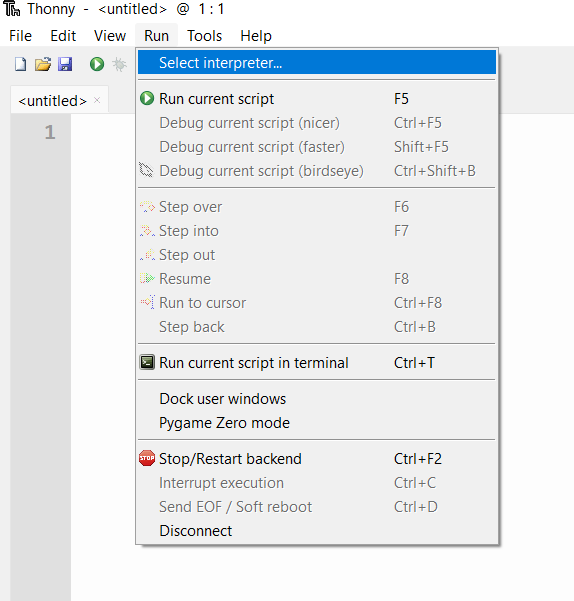 Thonny - <untitled> @ 1 : 1
File Edit View Run Tools Help
Select interpreter...
<untitled> ×
Run current script F5
1
Debug current script (nicer) Ctrl+F5
Debug current script (faster) Shift+F5
Debug current script (birdseye) Ctrl+Shift+B
Step over F6
Step into F7
Step out
Resume F8
Run to cursor Ctrl+F8
Step back Ctrl+B
Run current script in terminal Ctrl+T
Dock user windows
Pygame Zero mode
STOP Stop/Restart backend Ctrl+F2
Interrupt execution Ctrl+C
Send EOF / Soft reboot Ctrl+D
Disconnect